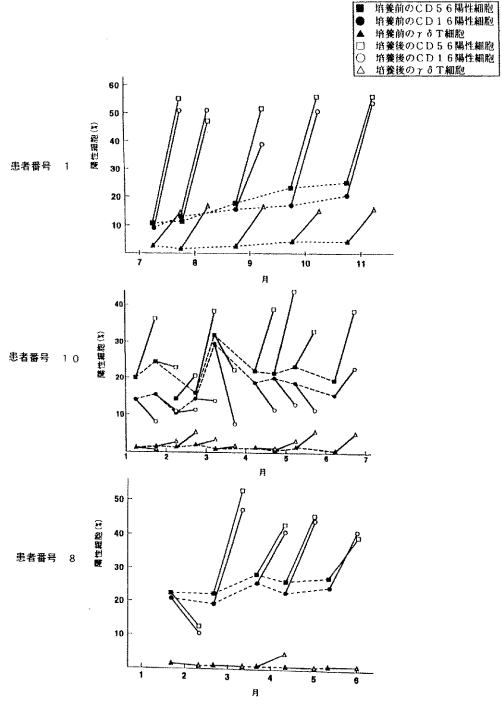 ■ 培養前のCD56陽性細胞
● 培養前のCD16陽性細胞
▲ 培養前のγδT細胞
□ 培養後のCD56陽性細胞
○ 培養後のCD16陽性細胞
△ 培養後のγδT細胞
患者番号 1
陽性細胞(%)
60
50
40
30
20
10
7 8 9 10 11
月
患者番号 10
陽性細胞(%)
40
30
20
10
1 2 3 4 5 6 7
月
患者番号 8
陽性細胞(%)
50
40
30
20
10
1 2 3 4 5 6
月